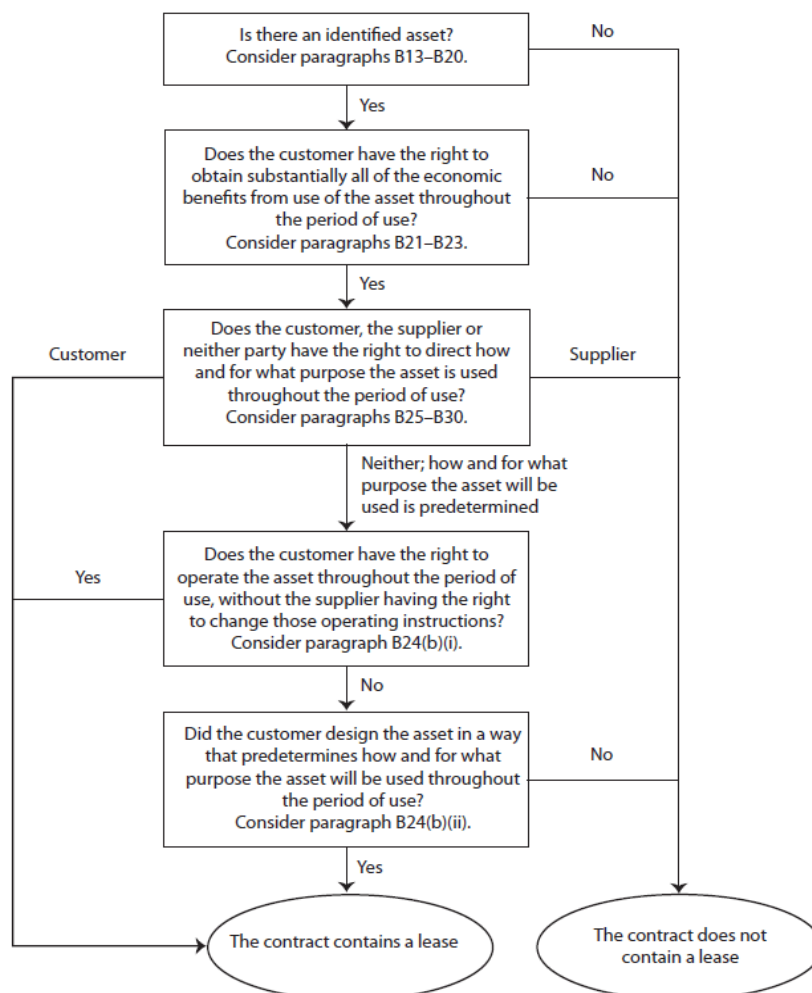 Is there an identified asset?
Consider paragraphs B13–B20.
No
Yes
Does the customer have the right to
obtain substantially all of the economic
benefits from use of the asset throughout
the period of use?
Consider paragraphs B21–B23.
No
Yes
Does the customer, the supplier or
neither party have the right to direct how
and for what purpose the asset is used
throughout the period of use?
Consider paragraphs B25–B30.
Customer
Supplier
Neither; how and for what
purpose the asset will be
used is predetermined
Does the customer have the right to
operate the asset throughout the period of
use, without the supplier having the right
to change those operating instructions?
Consider paragraph B24(b)(i).
Yes
No
Did the customer design the asset in a way
that predetermines how and for what
purpose the asset will be used throughout
the period of use?
Consider paragraph B24(b)(ii).
No
Yes
The contract contains a lease
The contract does not
contain a lease